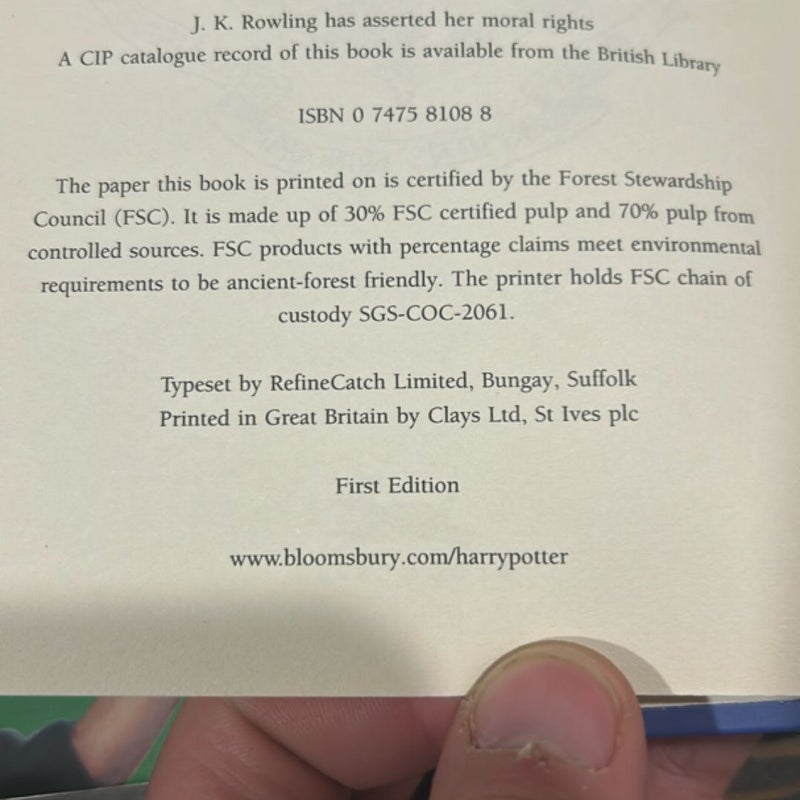 J. K. Rowling has asserted her moral rights
A CIP catalogue record of this book is available from the British Library
ISBN 0 7475 8108 8
The paper this book is printed on is certified by the Forest Stewardship
Council (FSC). It is made up of 30% FSC certified pulp and 70% pulp from
controlled sources. FSC products with percentage claims meet environmental
requirements to be ancient-forest friendly. The printer holds FSC chain of
custody SGS-COC-2061.
Typeset by RefineCatch Limited, Bungay, Suffolk
Printed in Great Britain by Clays Ltd, St Ives plc
First Edition
www.bloomsbury.com/harrypotter